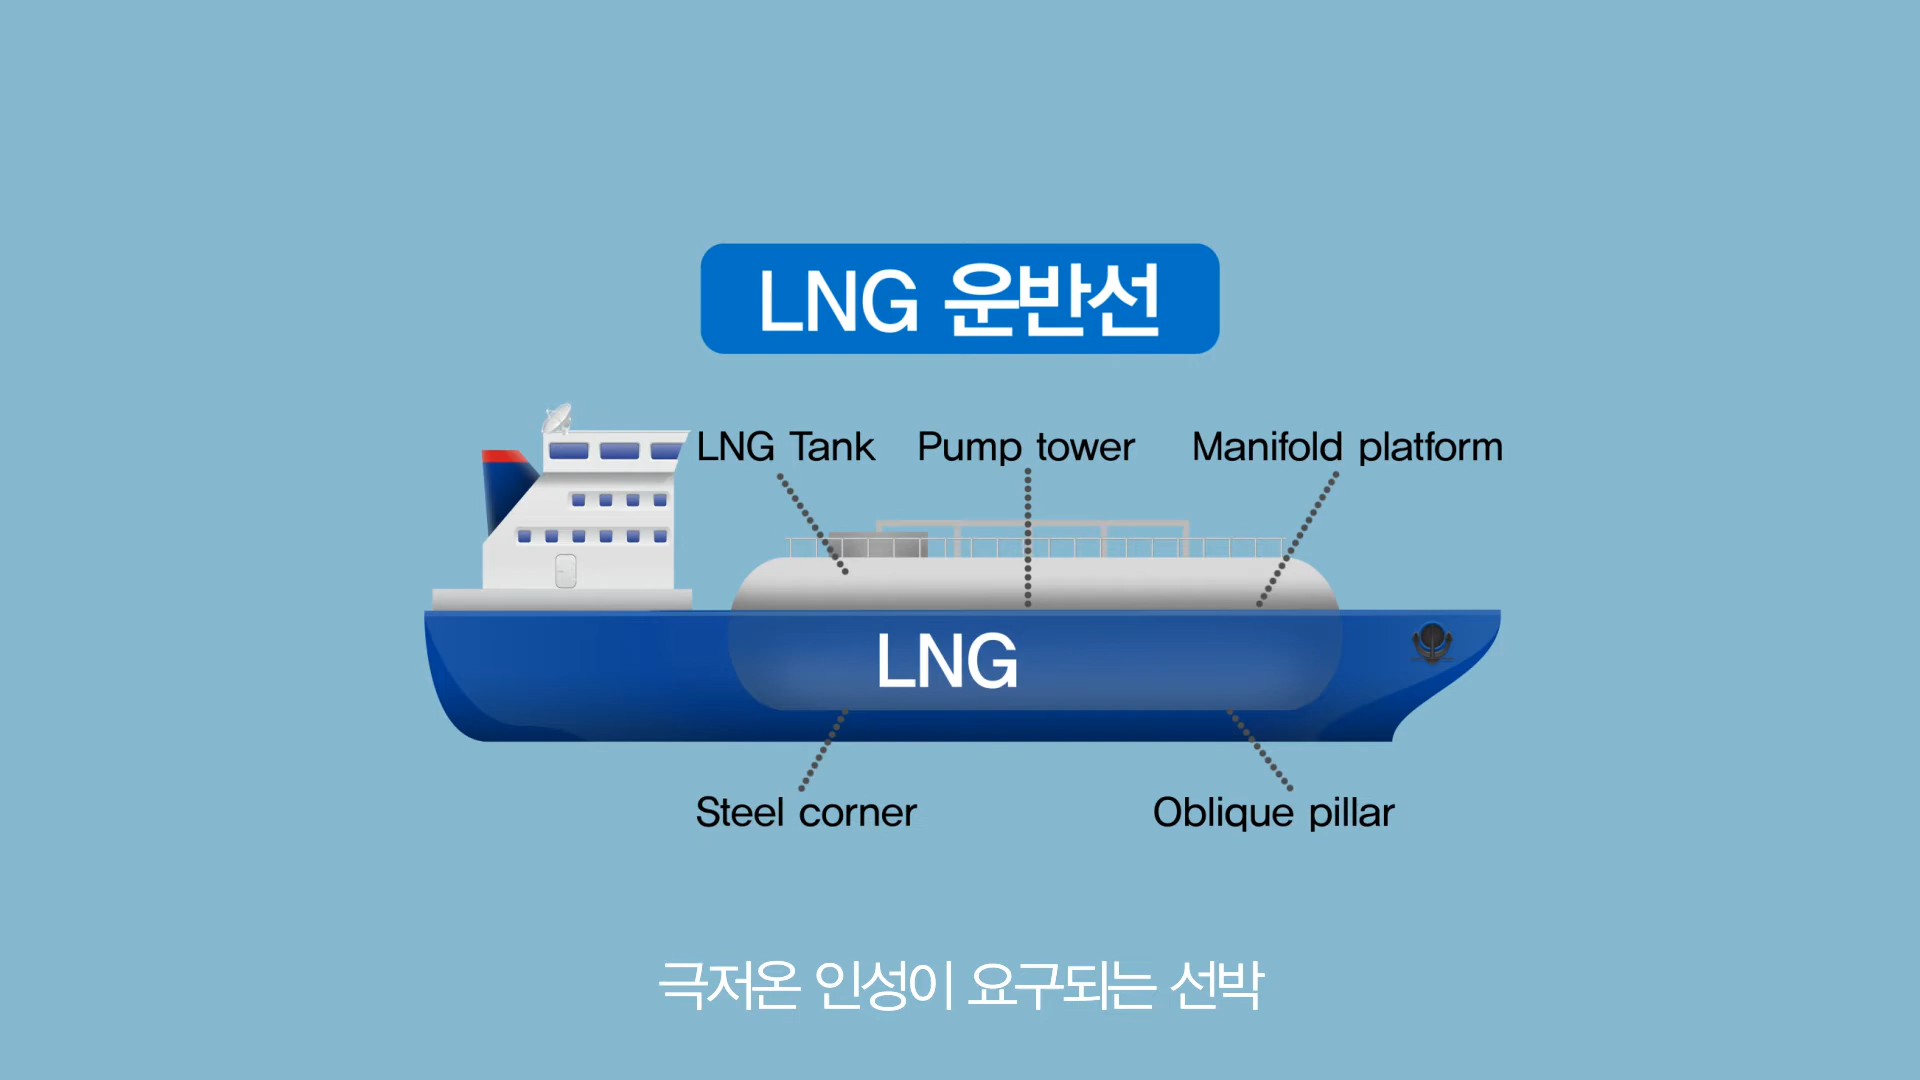 LNG 운반선
LNG Tank Pump tower Manifold platform
LNG
Steel corner Oblique pillar
극저온 인성이 요구되는 선박